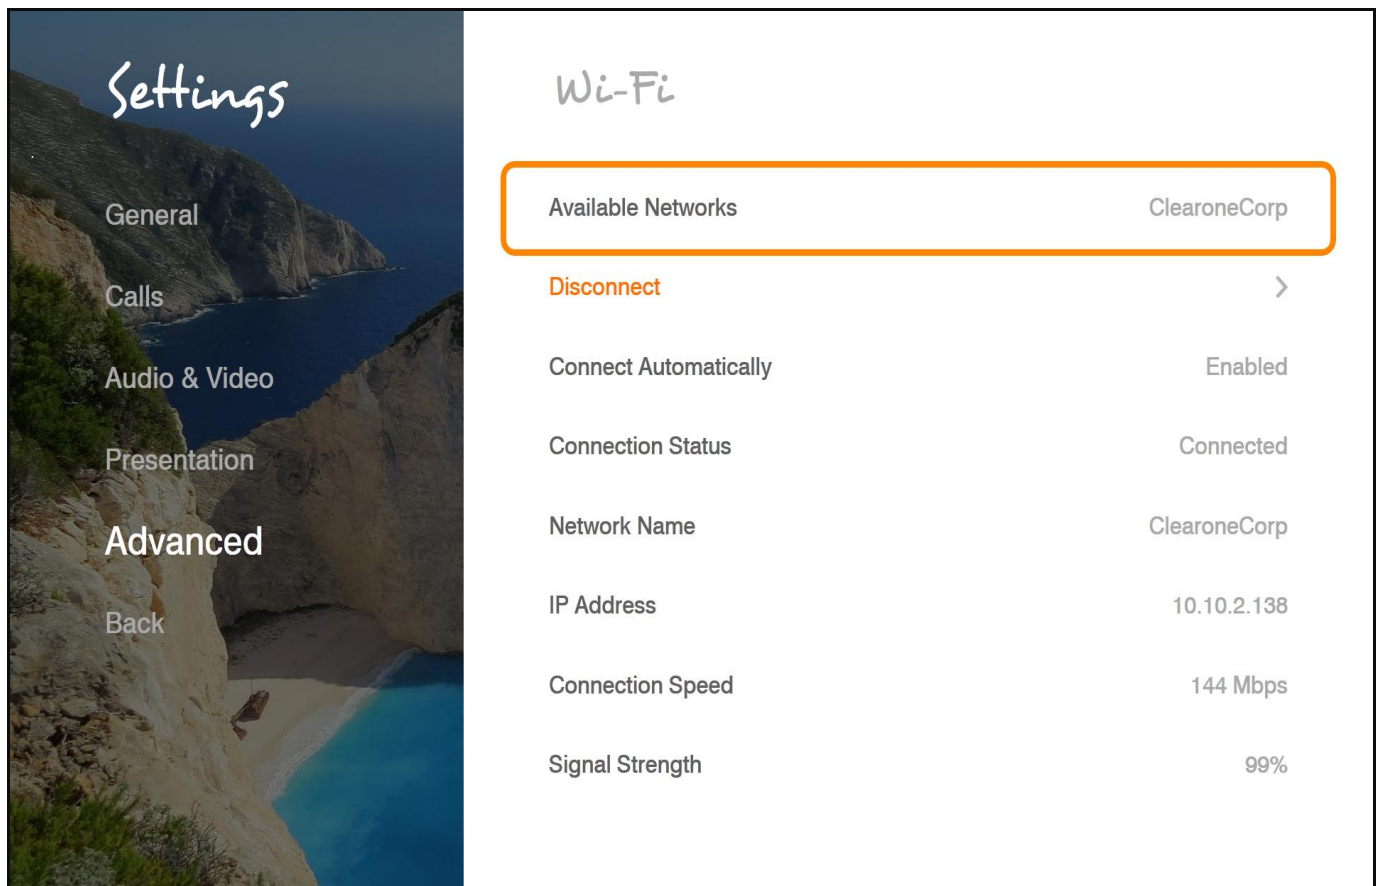 Settings
General
Calls
Audio & Video
Presentation
Advanced
Back
Wi-Fi
Available Networks ClearoneCorp
Disconnect
Connect Automatically Enabled
Connection Status Connected
Network Name ClearoneCorp
IP Address 10.10.2.138
Connection Speed 144 Mbps
Signal Strength 99%